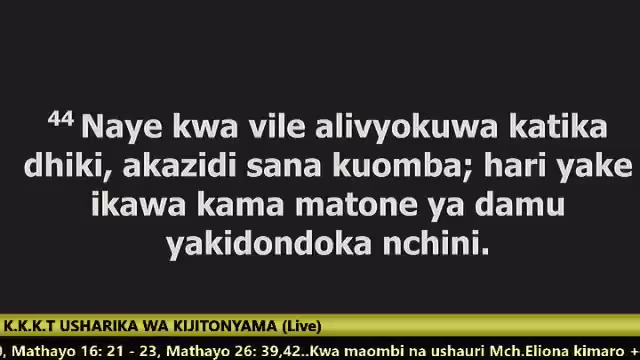 44 Naye kwa vile alivyokuwa katika
dhiki, akazidi sana kuomba; hari yake
ikawa kama matone ya damu
yakidondoka nchini.
K.K.K.T USHARIKA WA KIJITONYAMA (Live)
, Mathayo 16: 21 - 23, Mathayo 26: 39,42..Kwa maombi na ushauri Mch.Eliona kimaro +